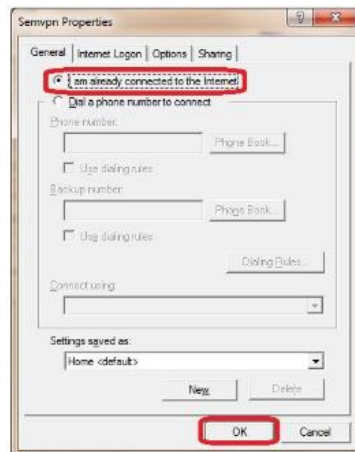 Semvpn Properties
General Internet Logon Options Sharing
I am already connected to the Internet
Dial a phone number to connect
Phone number:
Phone Book...
Use dialing rules
Backup number:
Phone Book...
Use dialing rules
Dialing Rules...
Connect using:
Settings saved as:
Home <default>
New Delete
OK Cancel